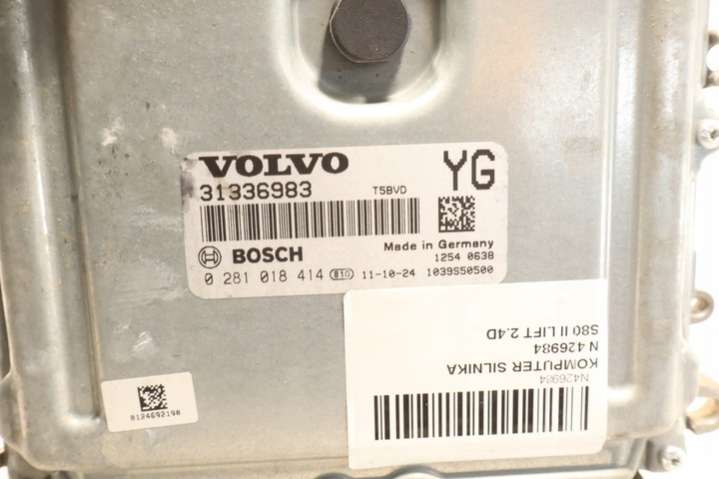 VOLVO
YG
31336983
T5BVD
BOSCH
Made in Germany
1254 0638
0 281 018 414 B10 11-10-24 1039S50500
N426984
KOMPUTER SILNIKA
N 426984
S80 II LIFT 2.4D